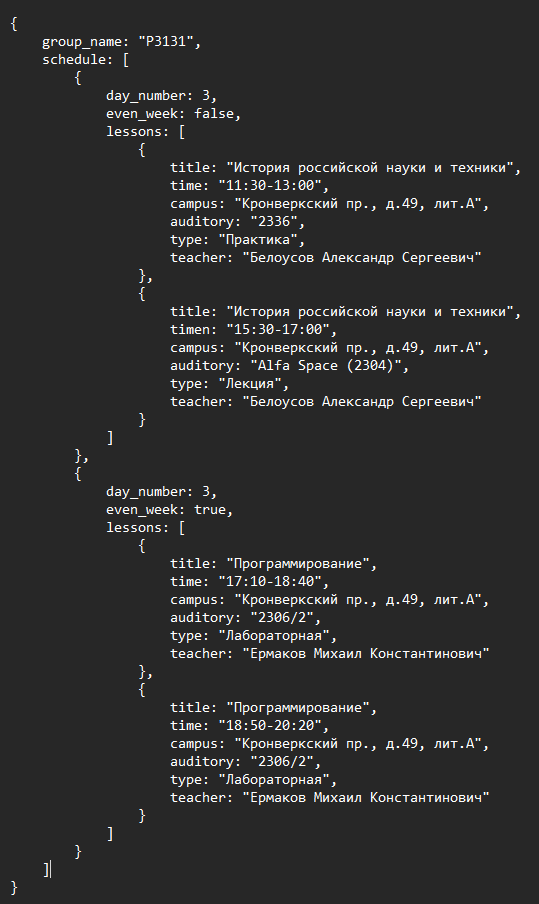 {
    group_name: "P3131",
    schedule: [
        {
            day_number: 3,
            even_week: false,
            lessons: [
                {
                    title: "История российской науки и техники",
                    time: "11:30-13:00",
                    campus: "Кронверкский пр., д.49, лит.А",
                    auditory: "2336",
                    type: "Практика",
                    teacher: "Белоусов Александр Сергеевич"
                },
                {
                    title: "История российской науки и техники",
                    timen: "15:30-17:00",
                    campus: "Кронверкский пр., д.49, лит.А",
                    auditory: "Alfa Space (2304)",
                    type: "Лекция",
                    teacher: "Белоусов Александр Сергеевич"
                }
            ]
        },
        {
            day_number: 3,
            even_week: true,
            lessons: [
                {
                    title: "Программирование",
                    time: "17:10-18:40",
                    campus: "Кронверкский пр., д.49, лит.А",
                    auditory: "2306/2",
                    type: "Лабораторная",
                    teacher: "Ермаков Михаил Константинович"
                },
                {
                    title: "Программирование",
                    time: "18:50-20:20",
                    campus: "Кронверкский пр., д.49, лит.А",
                    auditory: "2306/2",
                    type: "Лабораторная",
                    teacher: "Ермаков Михаил Константинович"
                }
            ]
        }
    ]
}